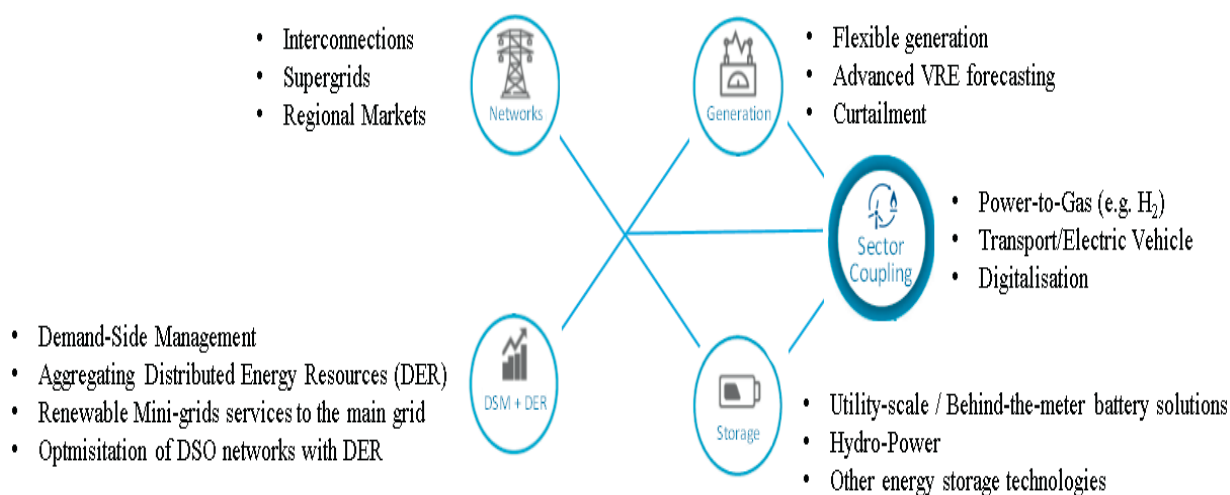 • Interconnections
• Supergrids
• Regional Markets
Networks
Generation
• Flexible generation
• Advanced VRE forecasting
• Curtailment
Sector
Coupling
• Power-to-Gas (e.g. H₂)
• Transport/Electric Vehicle
• Digitalisation
• Demand-Side Management
• Aggregating Distributed Energy Resources (DER)
• Renewable Mini-grids services to the main grid
• Optmisitation of DSO networks with DER
DSM + DER
Storage
• Utility-scale / Behind-the-meter battery solutions
• Hydro-Power
• Other energy storage technologies